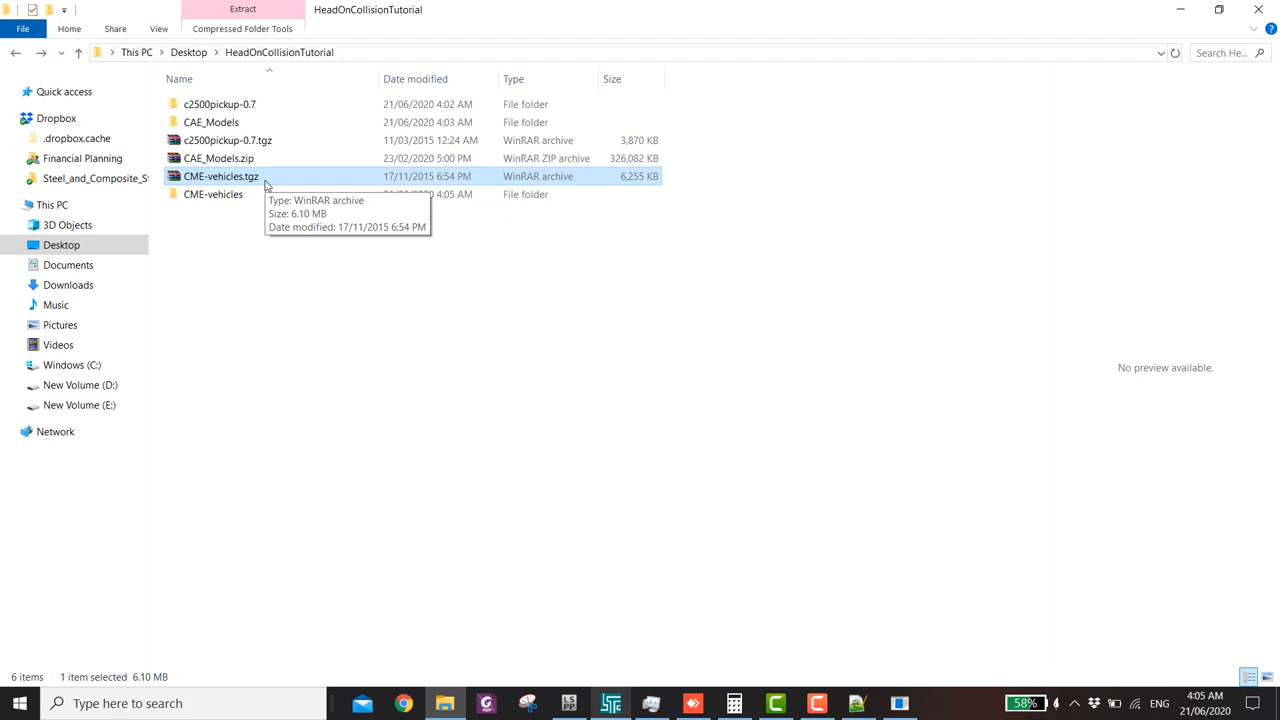 Extract
HeadOnCollisionTutorial
File
Home
Share
View
Compressed Folder Tools
This PC
Desktop
HeadOnCollisionTutorial
Search He...
Name
Date modified
Type
Size
Quick access
Dropbox
.dropbox.cache
Financial Planning
Steel_and_Composite_S
This PC
3D Objects
Desktop
Documents
Downloads
Music
Pictures
Videos
Windows (C:)
New Volume (D:)
New Volume (E:)
Network
c2500pickup-0.7 21/06/2020 4:02 AM File folder
CAE_Models 21/06/2020 4:03 AM File folder
c2500pickup-0.7.tgz 11/03/2015 12:24 AM WinRAR archive 3,870 KB
CAE_Models.zip 23/02/2020 5:00 PM WinRAR ZIP archive 326,082 KB
CME-vehicles.tgz 17/11/2015 6:54 PM WinRAR archive 6,255 KB
CME-vehicles 4:05 AM File folder
Type: WinRAR archive
Size: 6.10 MB
Date modified: 17/11/2015 6:54 PM
No preview available.
6 items 1 item selected 6.10 MB
Type here to search
LS
PP
58%
ENG
4:05 AM
21/06/2020